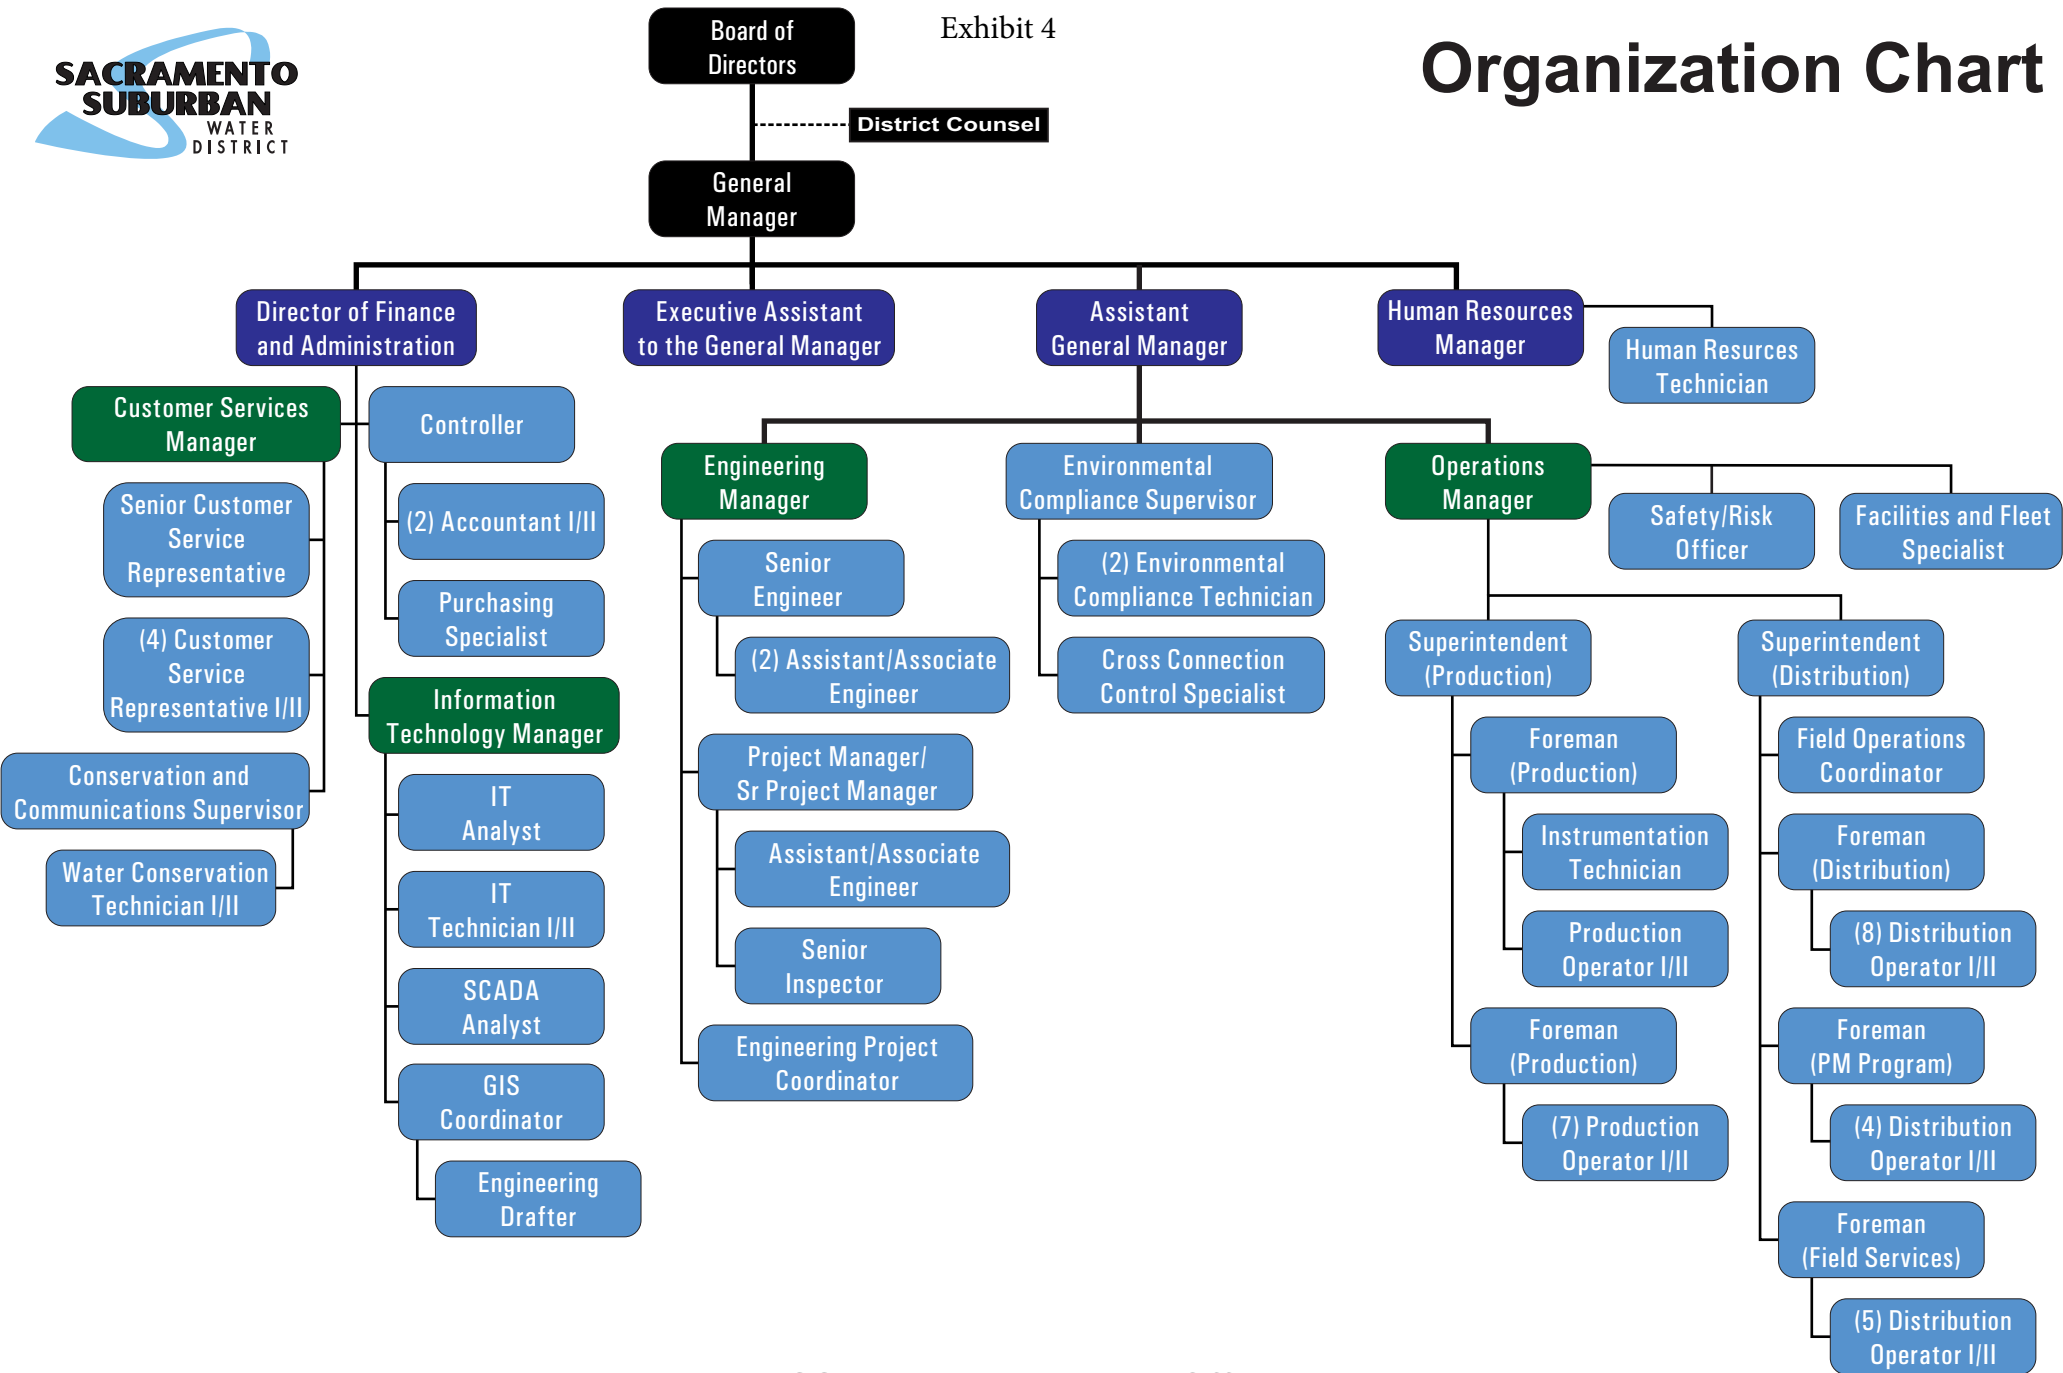 SACRAMENTO
SUBURBAN
WATER
DISTRICT
Exhibit 4
Organization Chart
Board of
Directors
District Counsel
General
Manager
Director of Finance
and Administration
Executive Assistant
to the General Manager
Assistant
General Manager
Human Resources
Manager
Human Resurces
Technician
Customer Services
Manager
Senior Customer
Service
Representative
(4) Customer
Service
Representative I/II
Conservation and
Communications Supervisor
Water Conservation
Technician I/II
Controller
(2) Accountant I/II
Purchasing
Specialist
Information
Technology Manager
IT
Analyst
IT
Technician I/II
SCADA
Analyst
GIS
Coordinator
Engineering
Drafter
Engineering
Manager
Senior
Engineer
(2) Assistant/Associate
Engineer
Project Manager/
Sr Project Manager
Assistant/Associate
Engineer
Senior
Inspector
Engineering Project
Coordinator
Environmental
Compliance Supervisor
(2) Environmental
Compliance Technician
Cross Connection
Control Specialist
Operations
Manager
Safety/Risk
Officer
Facilities and Fleet
Specialist
Superintendent
(Production)
Foreman
(Production)
Instrumentation
Technician
Production
Operator I/II
Foreman
(Production)
(7) Production
Operator I/II
Superintendent
(Distribution)
Field Operations
Coordinator
Foreman
(Distribution)
(8) Distribution
Operator I/II
Foreman
(PM Program)
(4) Distribution
Operator I/II
Foreman
(Field Services)
(5) Distribution
Operator I/II